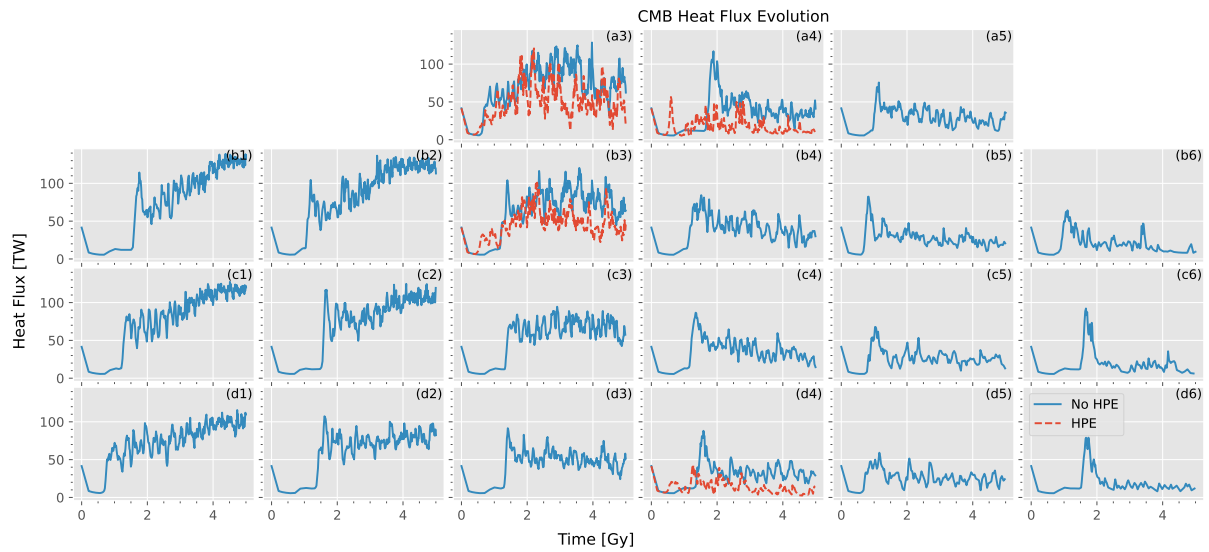 CMB Heat Flux Evolution
(a3) (a4) (a5)
100
50
0
(b1) (b2) (b3) (b4) (b5) (b6)
100
50
0
(c1) (c2) (c3) (c4) (c5) (c6)
100
50
0
(d1) (d2) (d3) (d4) (d5) (d6)
100
50
0
No HPE
HPE
0 2 4 0 2 4 0 2 4 0 2 4 0 2 4 0 2 4
Heat Flux [TW]
Time [Gy]